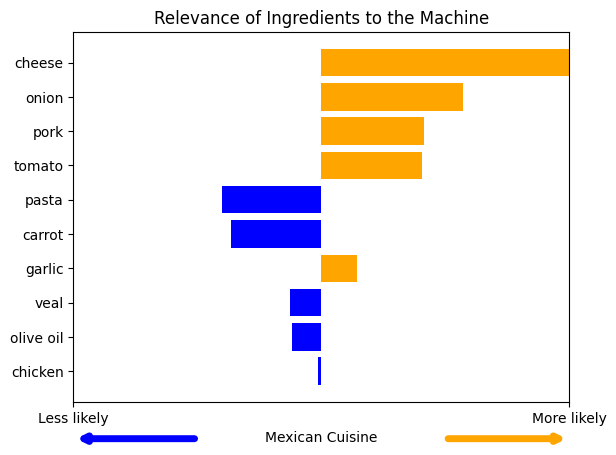 Relevance of Ingredients to the Machine
cheese
onion
pork
tomato
pasta
carrot
garlic
veal
olive oil
chicken
Less likely
More likely
Mexican Cuisine